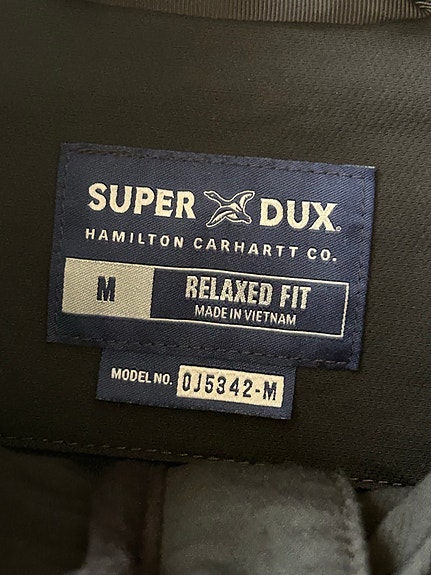 SUPER DUX®
HAMILTON CARHARTT CO.
M RELAXED FIT
MADE IN VIETNAM
MODEL NO. OJ5342-M